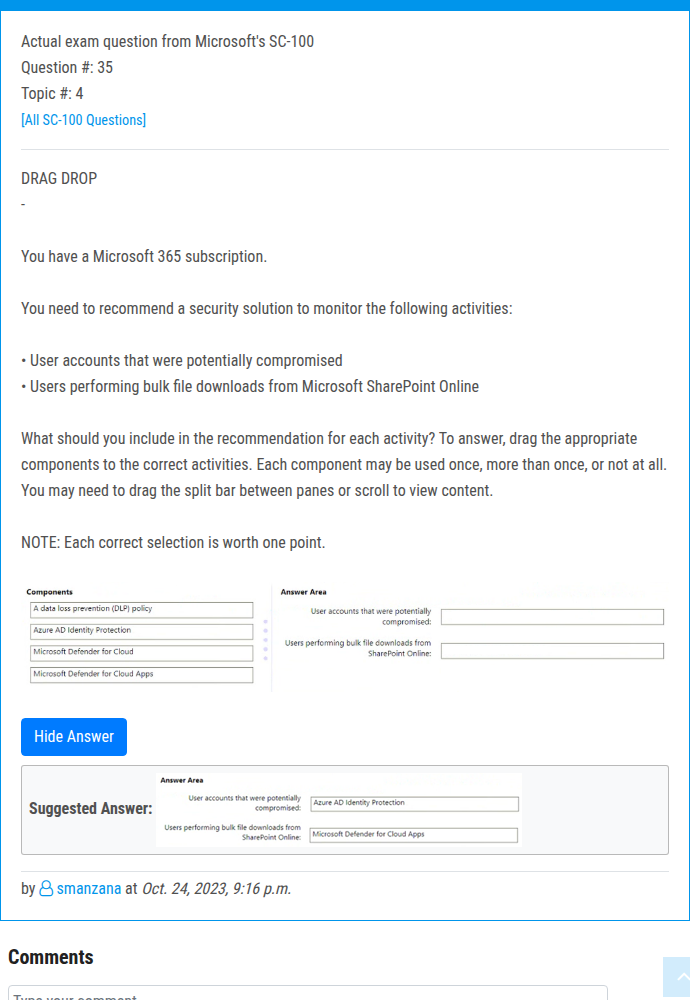 Actual exam question from Microsoft's SC-100
Question #: 35
Topic #: 4
[All SC-100 Questions]
DRAG DROP
-
You have a Microsoft 365 subscription.
You need to recommend a security solution to monitor the following activities:
• User accounts that were potentially compromised
• Users performing bulk file downloads from Microsoft SharePoint Online
What should you include in the recommendation for each activity? To answer, drag the appropriate
components to the correct activities. Each component may be used once, more than once, or not at all.
You may need to drag the split bar between panes or scroll to view content.
NOTE: Each correct selection is worth one point.
Components
A data loss prevention (DLP) policy
Azure AD Identity Protection
Microsoft Defender for Cloud
Microsoft Defender for Cloud Apps
Answer Area
User accounts that were potentially
compromised:
Users performing bulk file downloads from
SharePoint Online:
Hide Answer
Suggested Answer:
Answer Area
User accounts that were potentially
compromised:
Azure AD Identity Protection
Users performing bulk file downloads from
SharePoint Online:
Microsoft Defender for Cloud Apps
by smanzana at Oct. 24, 2023, 9:16 p.m.
Comments
Type your comment